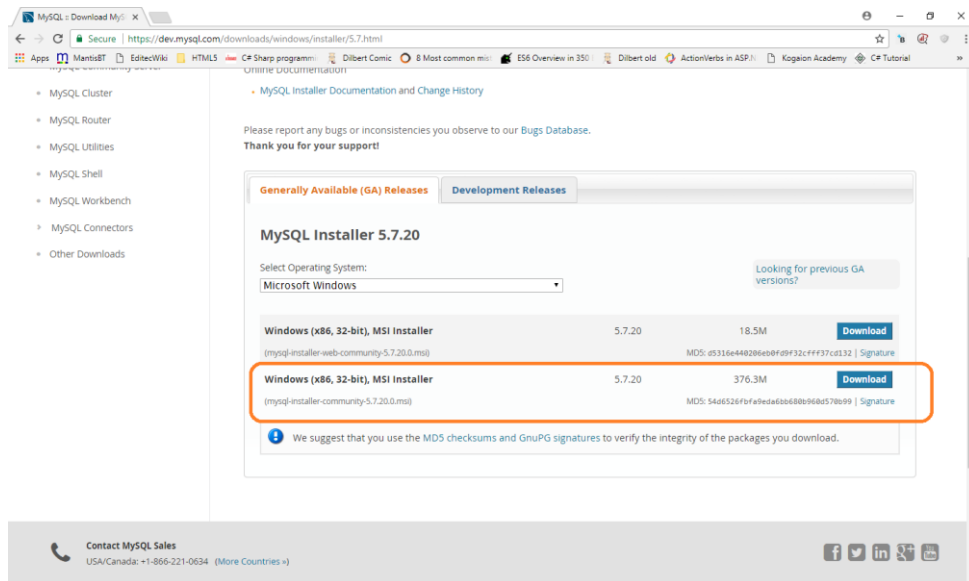 MySQL :: Download MyS
Secure | https://dev.mysql.com/downloads/windows/installer/5.7.html
Apps MantisBT EditecWiki HTML5 C# Sharp programmi Dilbert Comic 8 Most common mis ES6 Overview in 350 Dilbert old ActionVerbs in ASP.N Kogaion Academy C# Tutorial »
MySQL Community Server
MySQL Cluster
MySQL Router
MySQL Utilities
MySQL Shell
MySQL Workbench
MySQL Connectors
Other Downloads
Online Documentation
MySQL Installer Documentation and Change History
Please report any bugs or inconsistencies you observe to our Bugs Database.
Thank you for your support!
Generally Available (GA) Releases Development Releases
MySQL Installer 5.7.20
Select Operating System:
Microsoft Windows
Looking for previous GA
versions?
Windows (x86, 32-bit), MSI Installer 5.7.20 18.5M Download
(mysql-installer-web-community-5.7.20.0.msi) MD5: d5316e440206eb0fd9f32cfff37cd132 | Signature
Windows (x86, 32-bit), MSI Installer 5.7.20 376.3M Download
(mysql-installer-community-5.7.20.0.msi) MD5: 54d6526fbfa9eda6bb680b960d570b99 | Signature
We suggest that you use the MD5 checksums and GnuPG signatures to verify the integrity of the packages you download.
Contact MySQL Sales
USA/Canada: +1-866-221-0634 (More Countries »)